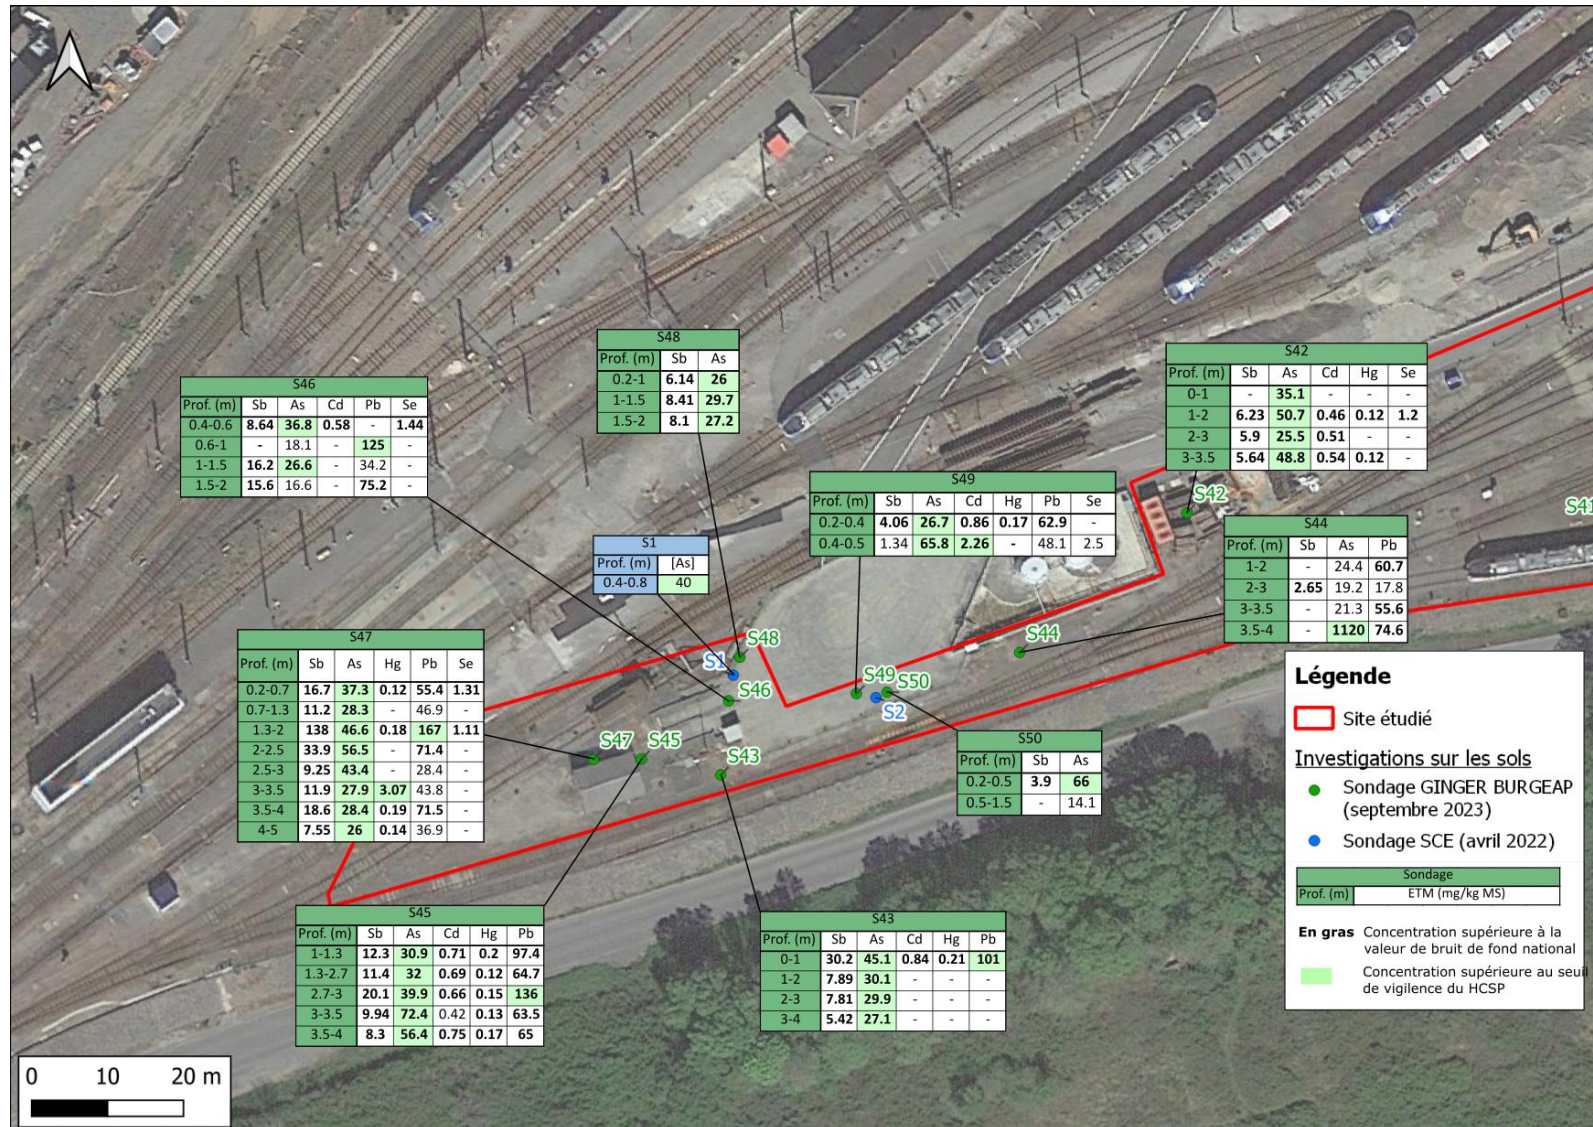 S48
Prof. (m) Sb As
0.2-1 6.14 26
1-1.5 8.41 29.7
1.5-2 8.1 27.2
S42
Prof. (m) Sb As Cd Hg Se
0-1 - 35.1 - - -
1-2 6.23 50.7 0.46 0.12 1.2
2-3 5.9 25.5 0.51 - -
3-3.5 5.64 48.8 0.54 0.12 -
S46
Prof. (m) Sb As Cd Pb Se
0.4-0.6 8.64 36.8 0.58 - 1.44
0.6-1 - 18.1 - 125 -
1-1.5 16.2 26.6 - 34.2 -
1.5-2 15.6 16.6 - 75.2 -
S49
Prof. (m) Sb As Cd Hg Pb Se
0.2-0.4 4.06 26.7 0.86 0.17 62.9 -
0.4-0.5 1.34 65.8 2.26 - 48.1 2.5
S42
S41
S1
Prof. (m) [As]
0.4-0.8 40
S44
Prof. (m) Sb As Pb
1-2 - 24.4 60.7
2-3 2.65 19.2 17.8
3-3.5 - 21.3 55.6
3.5-4 - 1120 74.6
S48
S1
S46
S44
S49
S50
S2
S47
S45
S43
S47
Prof. (m) Sb As Hg Pb Se
0.2-0.7 16.7 37.3 0.12 55.4 1.31
0.7-1.3 11.2 28.3 - 46.9 -
1.3-2 138 46.6 0.18 167 1.11
2-2.5 33.9 56.5 - 71.4 -
2.5-3 9.25 43.4 - 28.4 -
3-3.5 11.9 27.9 3.07 43.8 -
3.5-4 18.6 28.4 0.19 71.5 -
4-5 7.55 26 0.14 36.9 -
S50
Prof. (m) Sb As
0.2-0.5 3.9 66
0.5-1.5 - 14.1
S45
Prof. (m) Sb As Cd Hg Pb
1-1.3 12.3 30.9 0.71 0.2 97.4
1.3-2.7 11.4 32 0.69 0.12 64.7
2.7-3 20.1 39.9 0.66 0.15 136
3-3.5 9.94 72.4 0.42 0.13 63.5
3.5-4 8.3 56.4 0.75 0.17 65
S43
Prof. (m) Sb As Cd Hg Pb
0-1 30.2 45.1 0.84 0.21 101
1-2 7.89 30.1 - - -
2-3 7.81 29.9 - - -
3-4 5.42 27.1 - - -
Légende
Site étudié
Investigations sur les sols
Sondage GINGER BURGEAP
(septembre 2023)
Sondage SCE (avril 2022)
Sondage
Prof. (m) ETM (mg/kg MS)
En gras Concentration supérieure à la
valeur de bruit de fond national
Concentration supérieure au seuil
de vigilence du HCSP
0 10 20 m